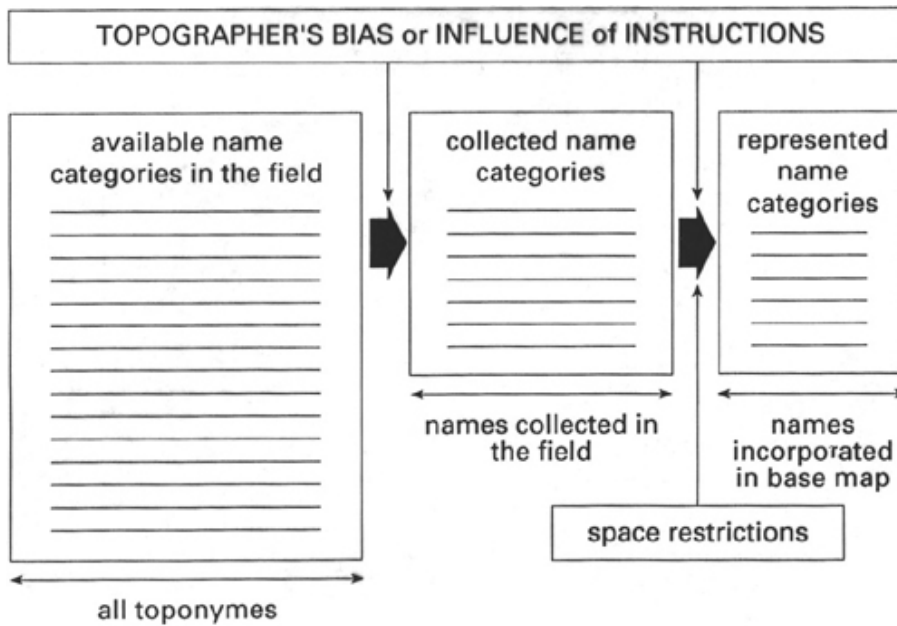 TOPOGRAPHER'S BIAS or INFLUENCE of INSTRUCTIONS
available name
categories in the field
collected name
categories
represented
name
categories
names collected in
the field
names
incorporated
in base map
space restrictions
all toponymes